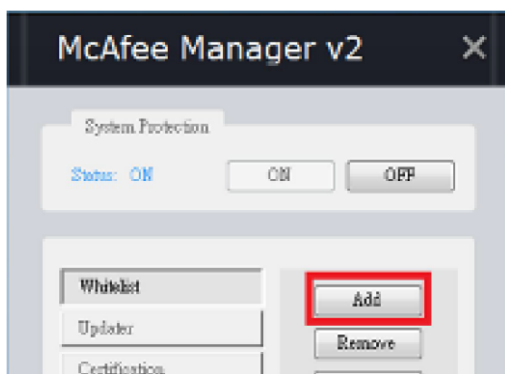 McAfee Manager v2
System Protection
Status: ON ON OFF
Whitelist Add
Updater
Remove
Certification